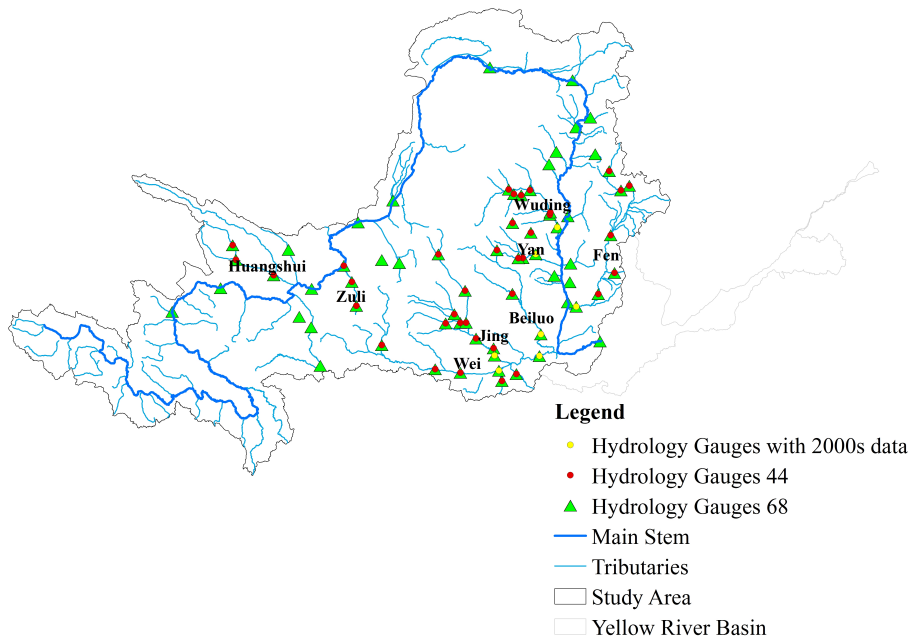 Wuding
Yan
Fen
Huangshui
Zuli
Beiluo
Jing
Wei
Legend
Hydrology Gauges with 2000s data
Hydrology Gauges 44
Hydrology Gauges 68
Main Stem
Tributaries
Study Area
Yellow River Basin